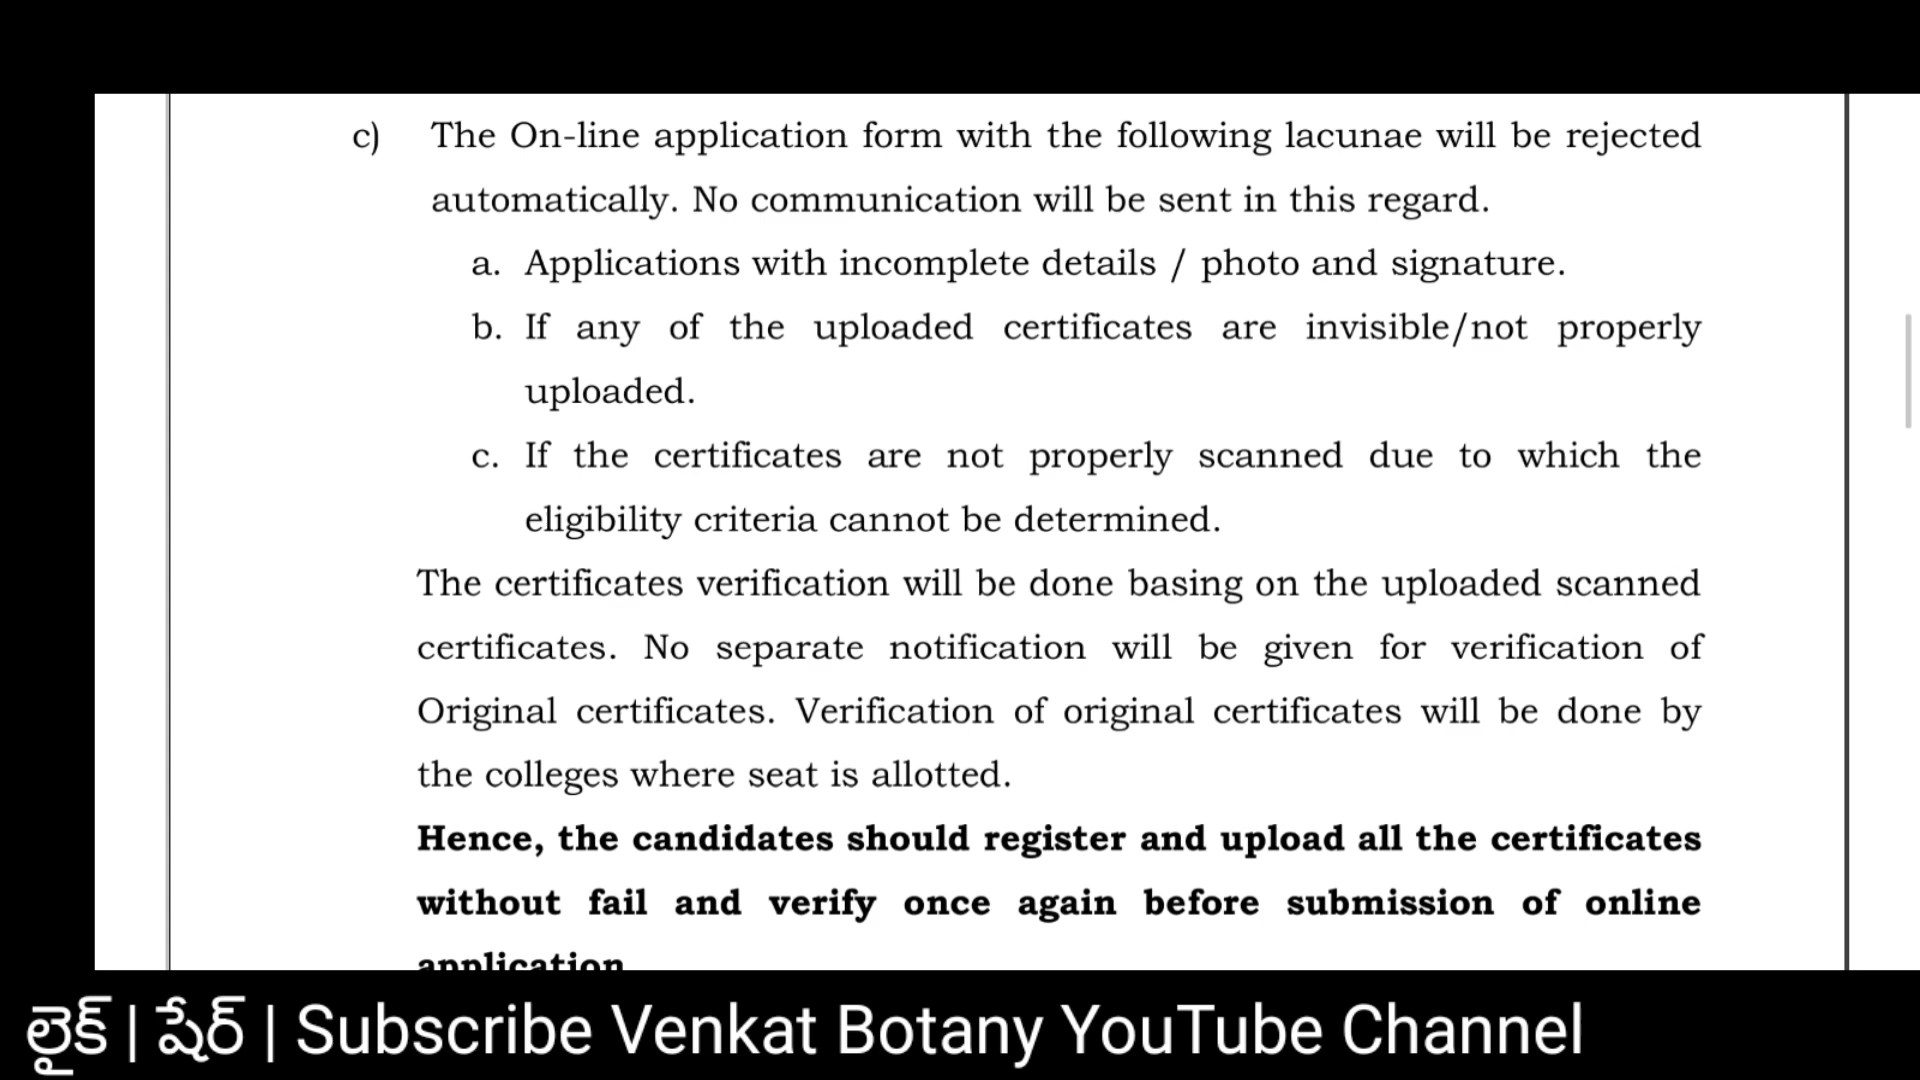 c) The On-line application form with the following lacunae will be rejected
automatically. No communication will be sent in this regard.
a. Applications with incomplete details / photo and signature.
b. If any of the uploaded certificates are invisible/not properly
uploaded.
c. If the certificates are not properly scanned due to which the
eligibility criteria cannot be determined.
The certificates verification will be done basing on the uploaded scanned
certificates. No separate notification will be given for verification of
Original certificates. Verification of original certificates will be done by
the colleges where seat is allotted.
Hence, the candidates should register and upload all the certificates
without fail and verify once again before submission of online
application
లైక్ | షేర్ | Subscribe Venkat Botany YouTube Channel